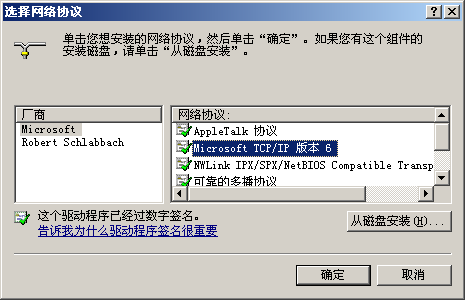 选择网络协议
单击您想安装的网络协议，然后单击“确定”。如果您有这个组件的
安装磁盘，请单击“从磁盘安装”。
厂商
Microsoft
Robert Schlabbach
网络协议:
AppleTalk 协议
Microsoft TCP/IP 版本 6
NWLink IPX/SPX/NetBIOS Compatible Transp
可靠的多播协议
这个驱动程序已经过数字签名。
告诉我为什么驱动程序签名很重要
从磁盘安装(H)...
确定
取消